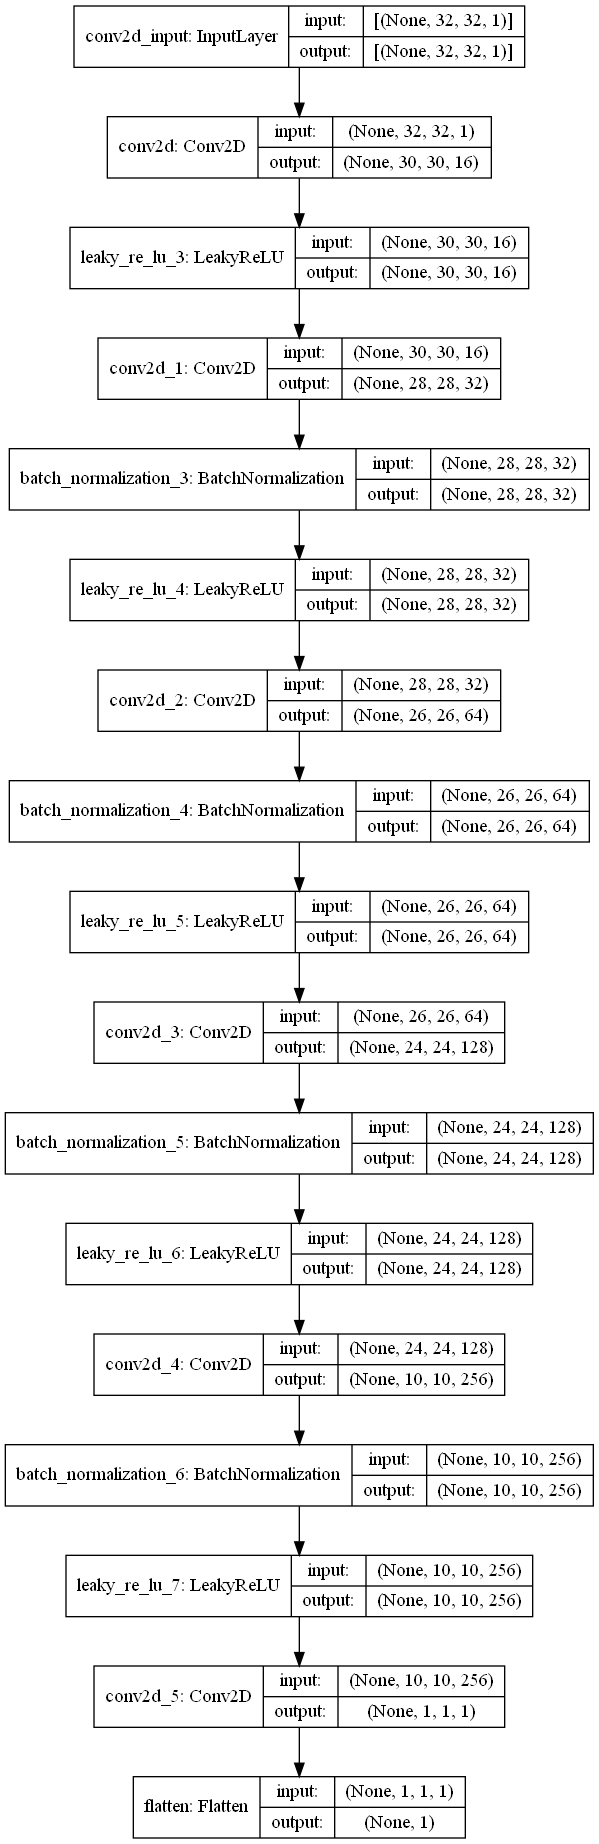 conv2d_input: InputLayer
input:
[(None, 32, 32, 1)]
output:
[(None, 32, 32, 1)]
conv2d: Conv2D
input:
(None, 32, 32, 1)
output:
(None, 30, 30, 16)
leaky_re_lu_3: LeakyReLU
input:
(None, 30, 30, 16)
output:
(None, 30, 30, 16)
conv2d_1: Conv2D
input:
(None, 30, 30, 16)
output:
(None, 28, 28, 32)
batch_normalization_3: BatchNormalization
input:
(None, 28, 28, 32)
output:
(None, 28, 28, 32)
leaky_re_lu_4: LeakyReLU
input:
(None, 28, 28, 32)
output:
(None, 28, 28, 32)
conv2d_2: Conv2D
input:
(None, 28, 28, 32)
output:
(None, 26, 26, 64)
batch_normalization_4: BatchNormalization
input:
(None, 26, 26, 64)
output:
(None, 26, 26, 64)
leaky_re_lu_5: LeakyReLU
input:
(None, 26, 26, 64)
output:
(None, 26, 26, 64)
conv2d_3: Conv2D
input:
(None, 26, 26, 64)
output:
(None, 24, 24, 128)
batch_normalization_5: BatchNormalization
input:
(None, 24, 24, 128)
output:
(None, 24, 24, 128)
leaky_re_lu_6: LeakyReLU
input:
(None, 24, 24, 128)
output:
(None, 24, 24, 128)
conv2d_4: Conv2D
input:
(None, 24, 24, 128)
output:
(None, 10, 10, 256)
batch_normalization_6: BatchNormalization
input:
(None, 10, 10, 256)
output:
(None, 10, 10, 256)
leaky_re_lu_7: LeakyReLU
input:
(None, 10, 10, 256)
output:
(None, 10, 10, 256)
conv2d_5: Conv2D
input:
(None, 10, 10, 256)
output:
(None, 1, 1, 1)
flatten: Flatten
input:
(None, 1, 1, 1)
output:
(None, 1)